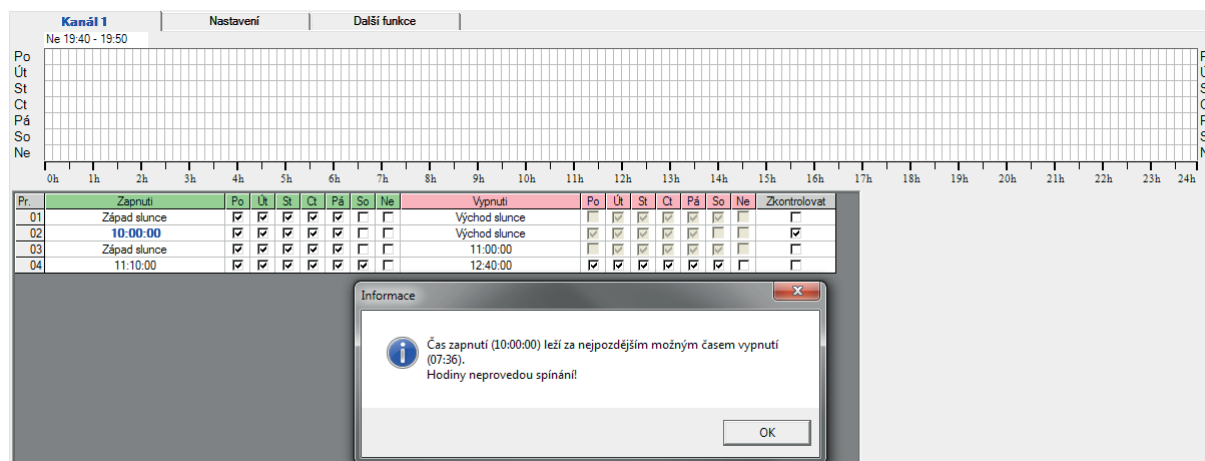 Kanál 1 Nastavení Další funkce
Ne 19:40 - 19:50
Po P
Út Ú
St S
Ct C
Pá P
So S
Ne N
0h 1h 2h 3h 4h 5h 6h 7h 8h 9h 10h 11h 12h 13h 14h 15h 16h 17h 18h 19h 20h 21h 22h 23h 24h
Pr. Zapnuti Po Út St Ct Pá So Ne Vypnuti Po Út St Ct Pá So Ne Zkontrolovat
01 Západ slunce Východ slunce
02 10:00:00 Východ slunce
03 Západ slunce 11:00:00
04 11:10:00 12:40:00
Informace
Čas zapnutí (10:00:00) leží za nejpozdějším možným časem vypnutí
(07:36).
Hodiny neprovedou spínání!
OK